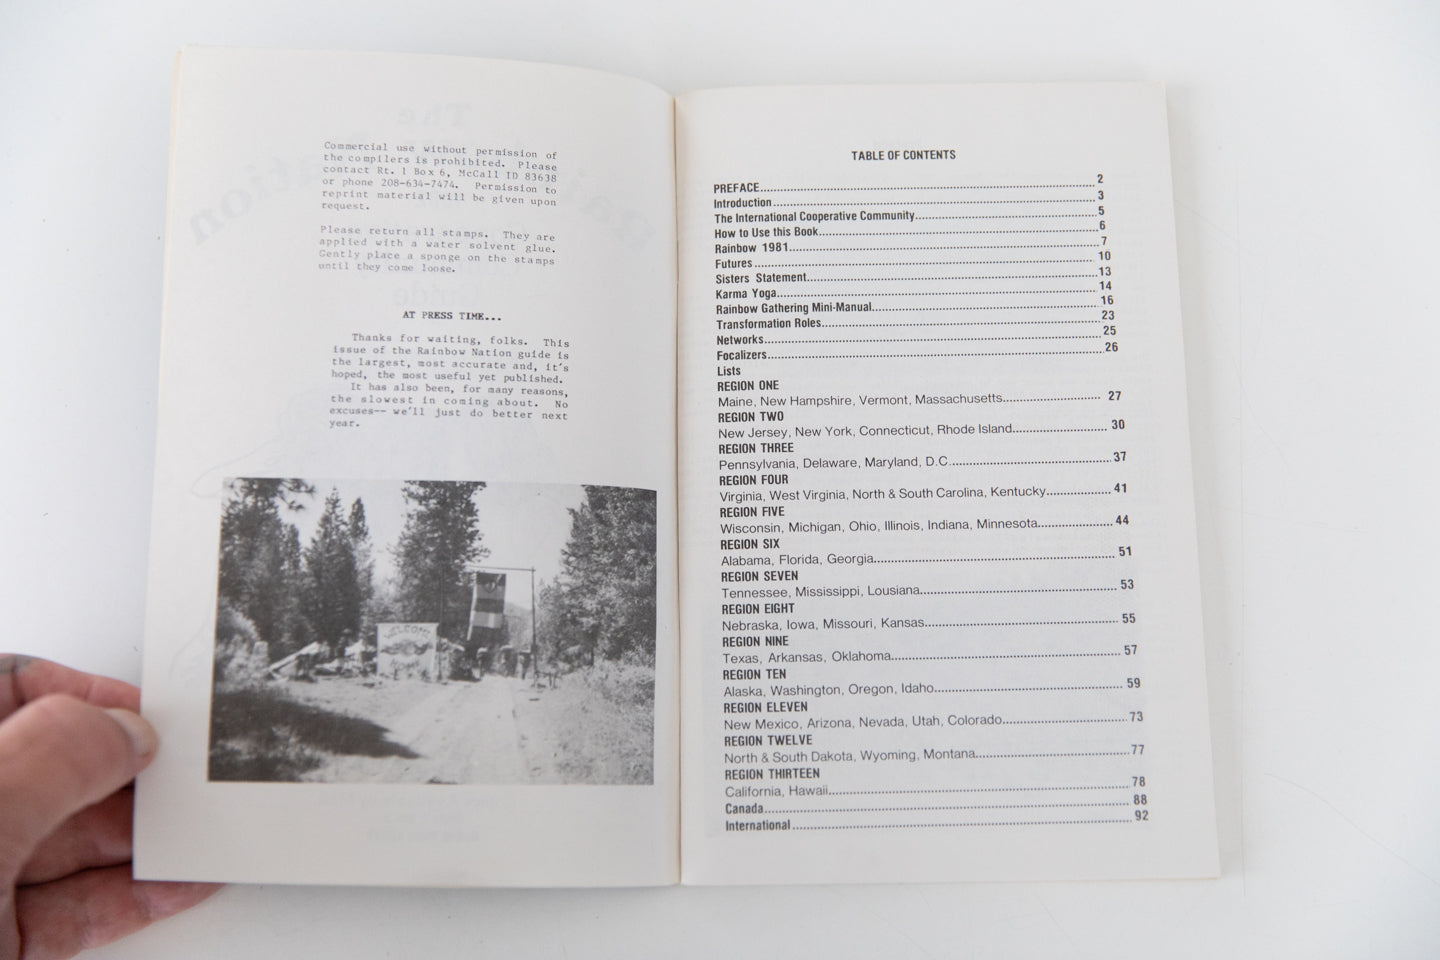 Commercial use without permission of
the compilers is prohibited. Please
contact Rt. 1 Box 6, McCall ID 83638
or phone 208-634-7474. Permission to
reprint material will be given upon
request.
Please return all stamps. They are
applied with a water solvent glue.
Gently place a sponge on the stamps
until they come loose.
AT PRESS TIME...
Thanks for waiting, folks. This
issue of the Rainbow Nation guide is
the largest, most accurate and, it's
hoped, the most useful yet published.
It has also been, for many reasons,
the slowest in coming about. No
excuses-- we'll just do better next
year.
WELCOME
HOME
TABLE OF CONTENTS
PREFACE 2
Introduction 3
The International Cooperative Community 5
How to Use this Book 6
Rainbow 1981 7
Futures 10
Sisters Statement 13
Karma Yoga 14
Rainbow Gathering Mini-Manual 16
Transformation Roles 23
Networks 25
Focalizers 26
Lists
REGION ONE
Maine, New Hampshire, Vermont, Massachusetts 27
REGION TWO
New Jersey, New York, Connecticut, Rhode Island 30
REGION THREE
Pennsylvania, Delaware, Maryland, D.C. 37
REGION FOUR
Virginia, West Virginia, North & South Carolina, Kentucky 41
REGION FIVE
Wisconsin, Michigan, Ohio, Illinois, Indiana, Minnesota 44
REGION SIX
Alabama, Florida, Georgia 51
REGION SEVEN
Tennessee, Mississippi, Lousiana 53
REGION EIGHT
Nebraska, Iowa, Missouri, Kansas 55
REGION NINE
Texas, Arkansas, Oklahoma 57
REGION TEN
Alaska, Washington, Oregon, Idaho 59
REGION ELEVEN
New Mexico, Arizona, Nevada, Utah, Colorado 73
REGION TWELVE
North & South Dakota, Wyoming, Montana 77
REGION THIRTEEN
California, Hawaii 78
Canada 88
International 92